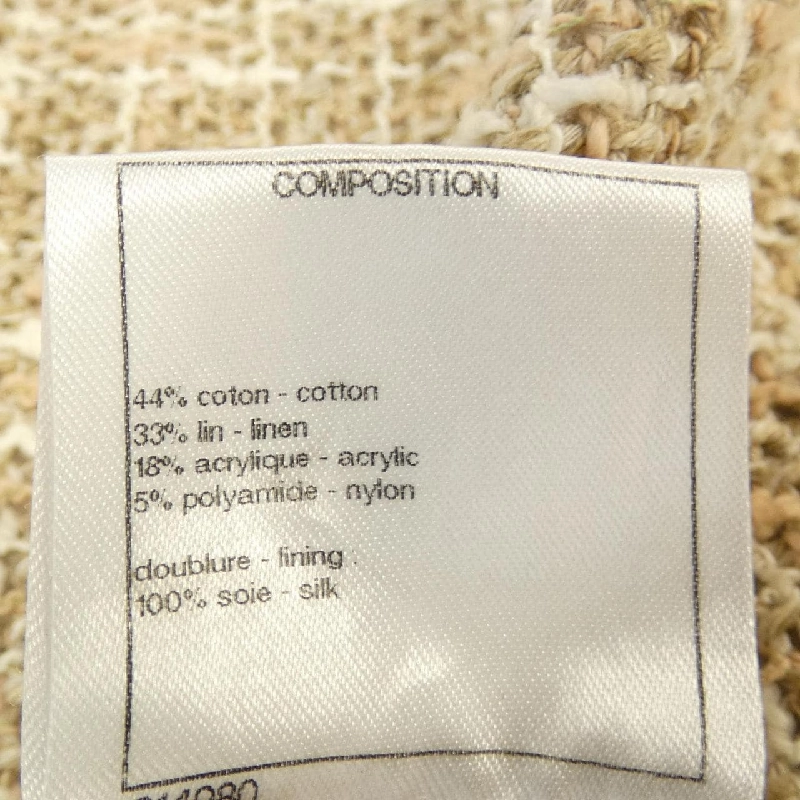 COMPOSITION
44% coton - cotton
33% lin - linen
18% acrylique - acrylic
5% polyamide - nylon
doublure - lining :
100% soie - silk